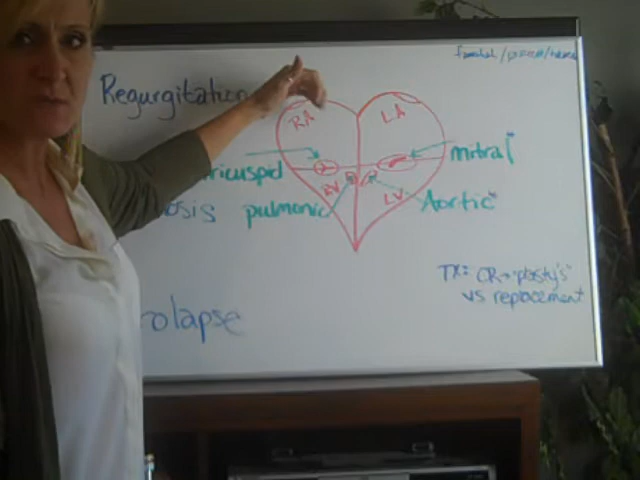 Regurgitation
RA
LA
mitral
ricuspid
RV
LV
osis
pulmonic
Aortic
TX: OR → "plasty's"
vs replacement
olapse